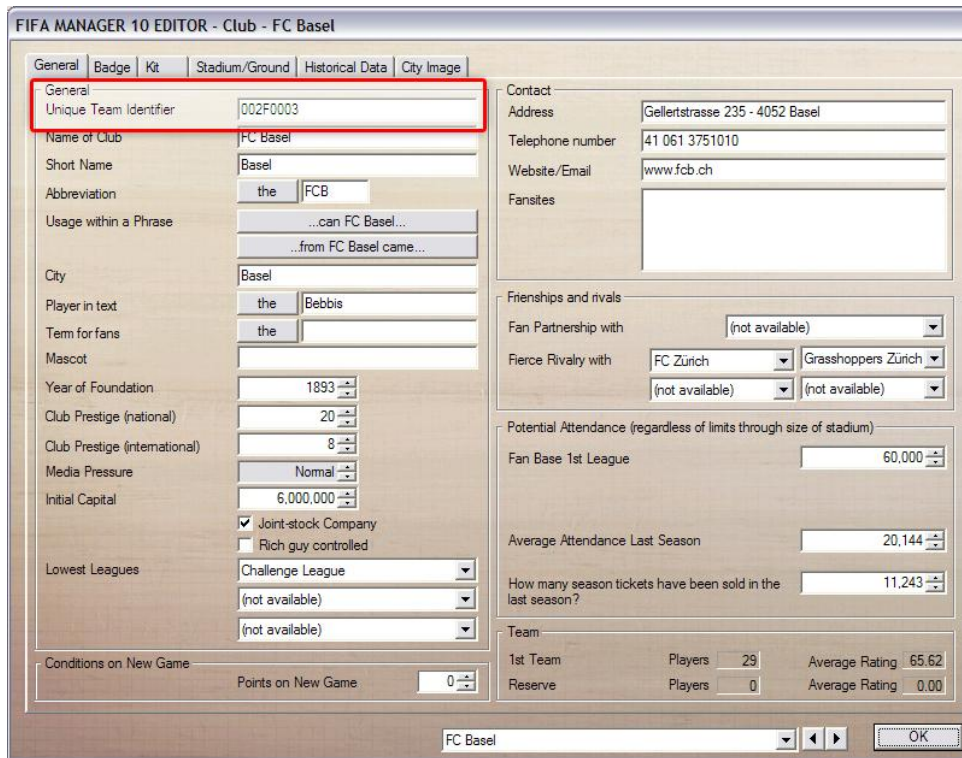 FIFA MANAGER 10 EDITOR - Club - FC Basel
General Badge Kit Stadium/Ground Historical Data City Image
General
Unique Team Identifier 002F0003
Name of Club FC Basel
Short Name Basel
Abbreviation the FCB
Usage within a Phrase ...can FC Basel...
...from FC Basel came...
City Basel
Player in text the Bebbis
Term for fans the
Mascot
Year of Foundation 1893
Club Prestige (national) 20
Club Prestige (international) 8
Media Pressure Normal
Initial Capital 6,000,000
Joint-stock Company
Rich guy controlled
Lowest Leagues Challenge League
(not available)
(not available)
Conditions on New Game
Points on New Game 0
Contact
Address Gellertstrasse 235 - 4052 Basel
Telephone number 41 061 3751010
Website/Email www.fcb.ch
Fansites
Frienships and rivals
Fan Partnership with (not available)
Fierce Rivalry with FC Zürich Grasshoppers Zürich
(not available) (not available)
Potential Attendance (regardless of limits through size of stadium)
Fan Base 1st League 60,000
Average Attendance Last Season 20,144
How many season tickets have been sold in the
last season? 11,243
Team
1st Team Players 29 Average Rating 65.62
Reserve Players 0 Average Rating 0.00
FC Basel OK